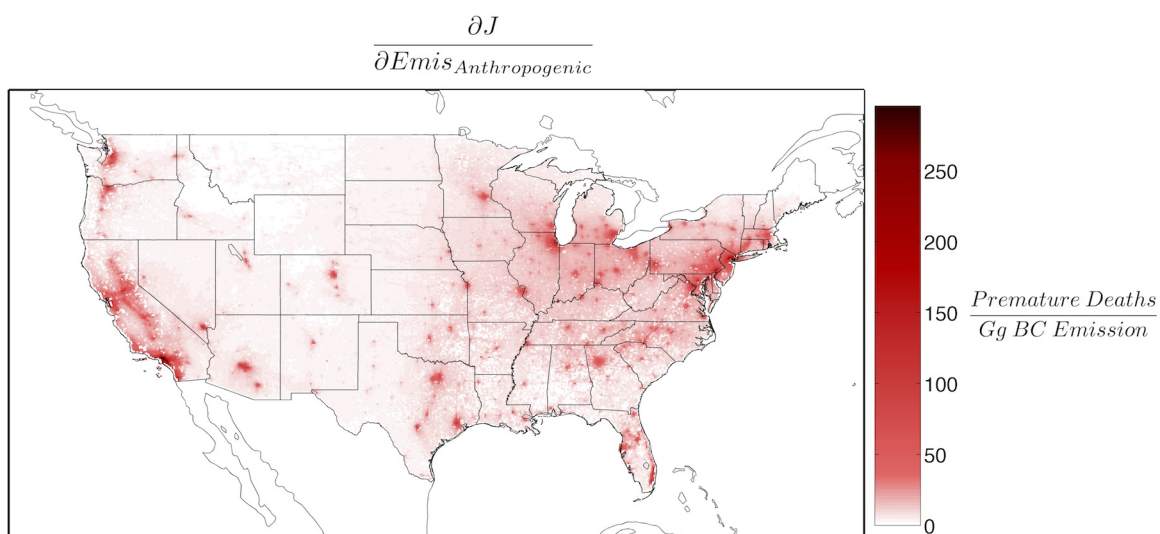 ∂J
∂Emis_Anthropogenic
250
200
150
100
50
0
Premature Deaths
Gg BC Emission